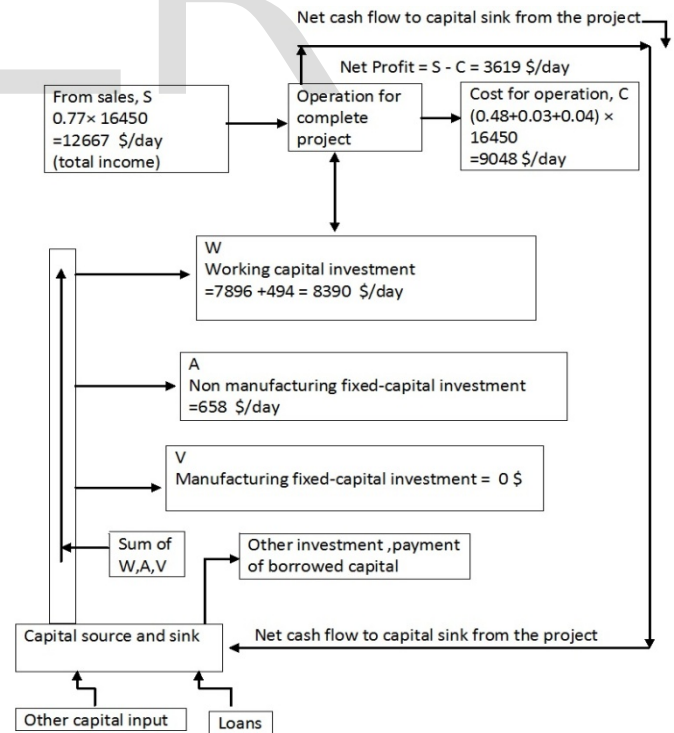 Net cash flow to capital sink from the project
Net Profit = S - C = 3619 $/day
From sales, S
0.77× 16450
=12667 $/day
(total income)
Operation for
complete
project
Cost for operation, C
(0.48+0.03+0.04) ×
16450
=9048 $/day
W
Working capital investment
=7896 +494 = 8390 $/day
A
Non manufacturing fixed-capital investment
=658 $/day
V
Manufacturing fixed-capital investment = 0 $
Sum of
W,A,V
Other investment ,payment
of borrowed capital
Capital source and sink
Net cash flow to capital sink from the project
Other capital input
Loans